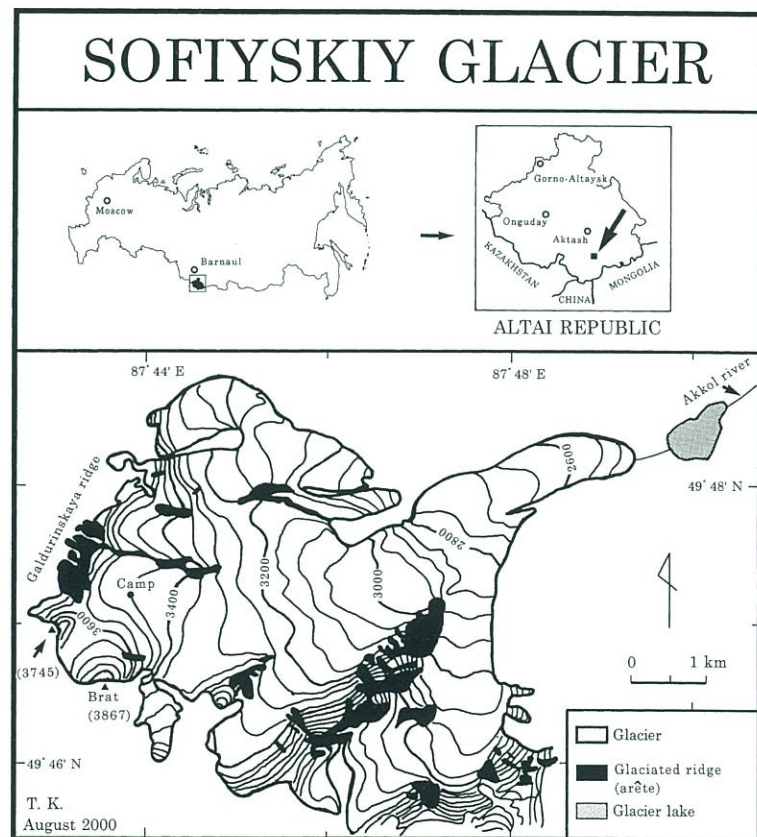 SOFIYSKIY GLACIER
Moscow
Barnaul
Gorno-Altaysk
Onguday
Aktash
KAZAKHSTAN
CHINA
MONGOLIA
ALTAI REPUBLIC
87° 44' E
87° 48' E
Akkol river
49° 48' N
Galdurinskaya ridge
2600
2800
3000
3200
3400
3600
Camp
(3745)
Brat
(3867)
0 1 km
49° 46' N
Glacier
Glaciated ridge
(arête)
Glacier lake
T. K.
August 2000